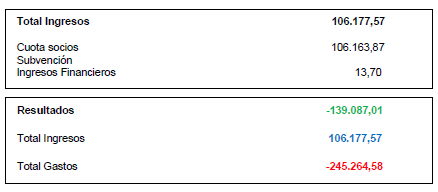 Total Ingresos 106.177,57
Cuota socios 106.163,87
Subvención
Ingresos Financieros 13,70
Resultados -139.087,01
Total Ingresos 106.177,57
Total Gastos -245.264,58